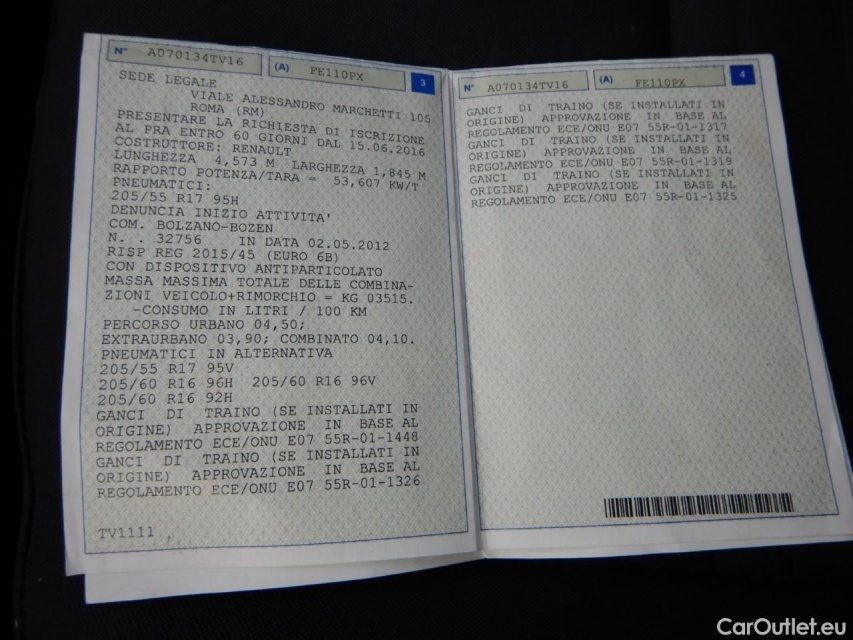 N° A070134TV16 (A) FE110PX 3
SEDE LEGALE
VIALE ALESSANDRO MARCHETTI 105
ROMA (RM)
PRESENTARE LA RICHIESTA DI ISCRIZIONE
AL PRA ENTRO 60 GIORNI DAL 15.06.2016
COSTRUTTORE: RENAULT
LUNGHEZZA 4,573 M LARGHEZZA 1,845 M
RAPPORTO POTENZA/TARA = 53,607 KW/T
PNEUMATICI:
205/55 R17 95H
DENUNCIA INIZIO ATTIVITA'
COM. BOLZANO-BOZEN
N. . 32756 IN DATA 02.05.2012
RISP REG 2015/45 (EURO 6B)
CON DISPOSITIVO ANTIPARTICOLATO
MASSA MASSIMA TOTALE DELLE COMBINA-
ZIONI VEICOLO+RIMORCHIO = KG 03515.
-CONSUMO IN LITRI / 100 KM
PERCORSO URBANO 04,50;
EXTRAURBANO 03,90; COMBINATO 04,10.
PNEUMATICI IN ALTERNATIVA
205/55 R17 95V
205/60 R16 96H 205/60 R16 96V
205/60 R16 92H
GANCI DI TRAINO (SE INSTALLATI IN
ORIGINE) APPROVAZIONE IN BASE AL
REGOLAMENTO ECE/ONU E07 55R-01-1448
GANCI DI TRAINO (SE INSTALLATI IN
ORIGINE) APPROVAZIONE IN BASE AL
REGOLAMENTO ECE/ONU E07 55R-01-1326
TV1111
N° A070134TV16 (A) FE110PX 4
GANCI DI TRAINO (SE INSTALLATI IN
ORIGINE) APPROVAZIONE IN BASE AL
REGOLAMENTO ECE/ONU E07 55R-01-1317
GANCI DI TRAINO (SE INSTALLATI IN
ORIGINE) APPROVAZIONE IN BASE AL
REGOLAMENTO ECE/ONU E07 55R-01-1319
GANCI DI TRAINO (SE INSTALLATI IN
ORIGINE) APPROVAZIONE IN BASE AL
REGOLAMENTO ECE/ONU E07 55R-01-1325
CarOutlet.eu